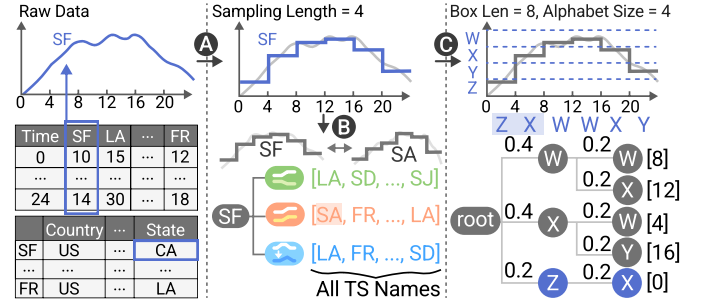 Raw Data
SF
0 4 8 12 16 20
Time SF LA ... FR
0 10 15 ... 12
... ... ... ... ...
24 14 30 ... 18
Country ... State
SF US ... CA
... ... ... ...
FR US ... LA
A
Sampling Length = 4
SF
0 4 8 12 16 20 24
B
SF
SA
SF
[LA, SD, ..., SJ]
[SA, FR, ..., LA]
[LA, FR, ..., SD]
All TS Names
C
Box Len = 8, Alphabet Size = 4
W
X
Y
Z
0 4 8 12 16 20 24
Z X W W X Y
root
0.4 W 0.2 W [8]
0.2 X [12]
0.4 X 0.2 W [4]
0.2 Y [16]
0.2 Z 0.2 X [0]